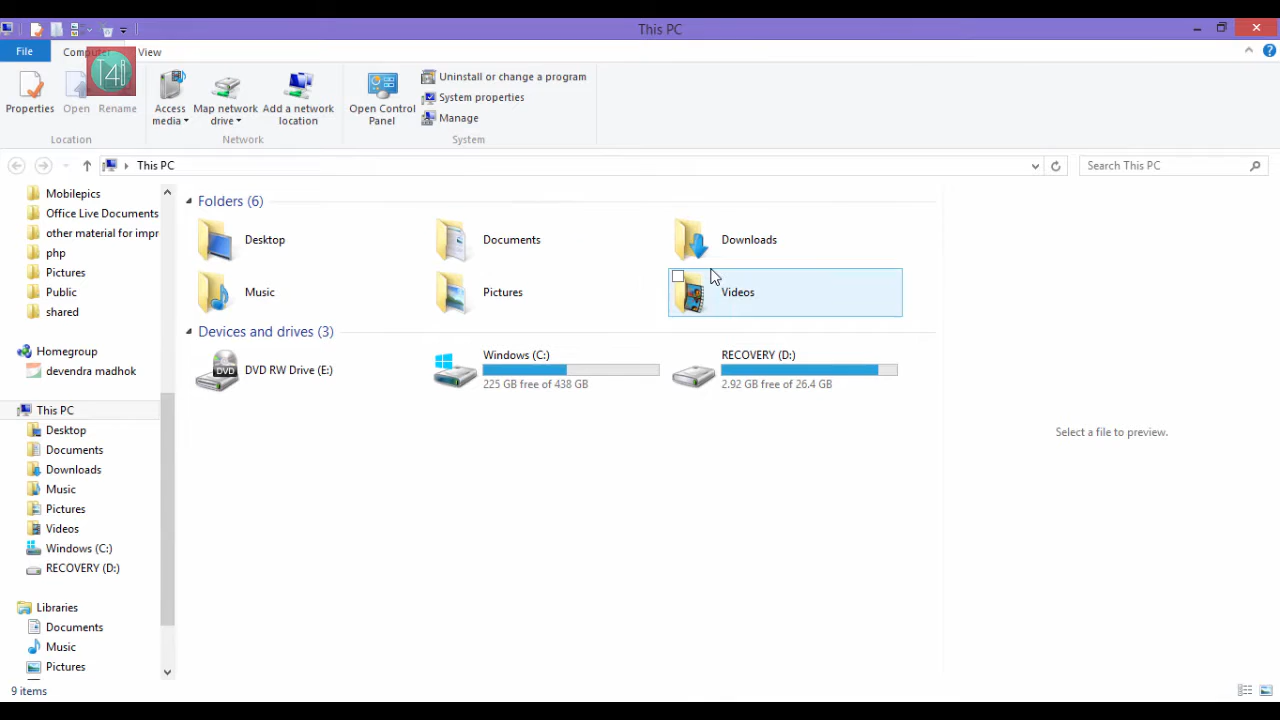 This PC
File
Computer
View
T4i
Properties
Open
Rename
Access media
Map network drive
Add a network location
Open Control Panel
Uninstall or change a program
System properties
Manage
Location
Network
System
This PC
Search This PC
Mobilepics
Office Live Documents
other material for impr
php
Pictures
Public
shared
Homegroup
devendra madhok
This PC
Desktop
Documents
Downloads
Music
Pictures
Videos
Windows (C:)
RECOVERY (D:)
Libraries
Documents
Music
Pictures
Folders (6)
Desktop
Documents
Downloads
Music
Pictures
Videos
Devices and drives (3)
DVD
DVD RW Drive (E:)
Windows (C:)
225 GB free of 438 GB
RECOVERY (D:)
2.92 GB free of 26.4 GB
Select a file to preview.
9 items